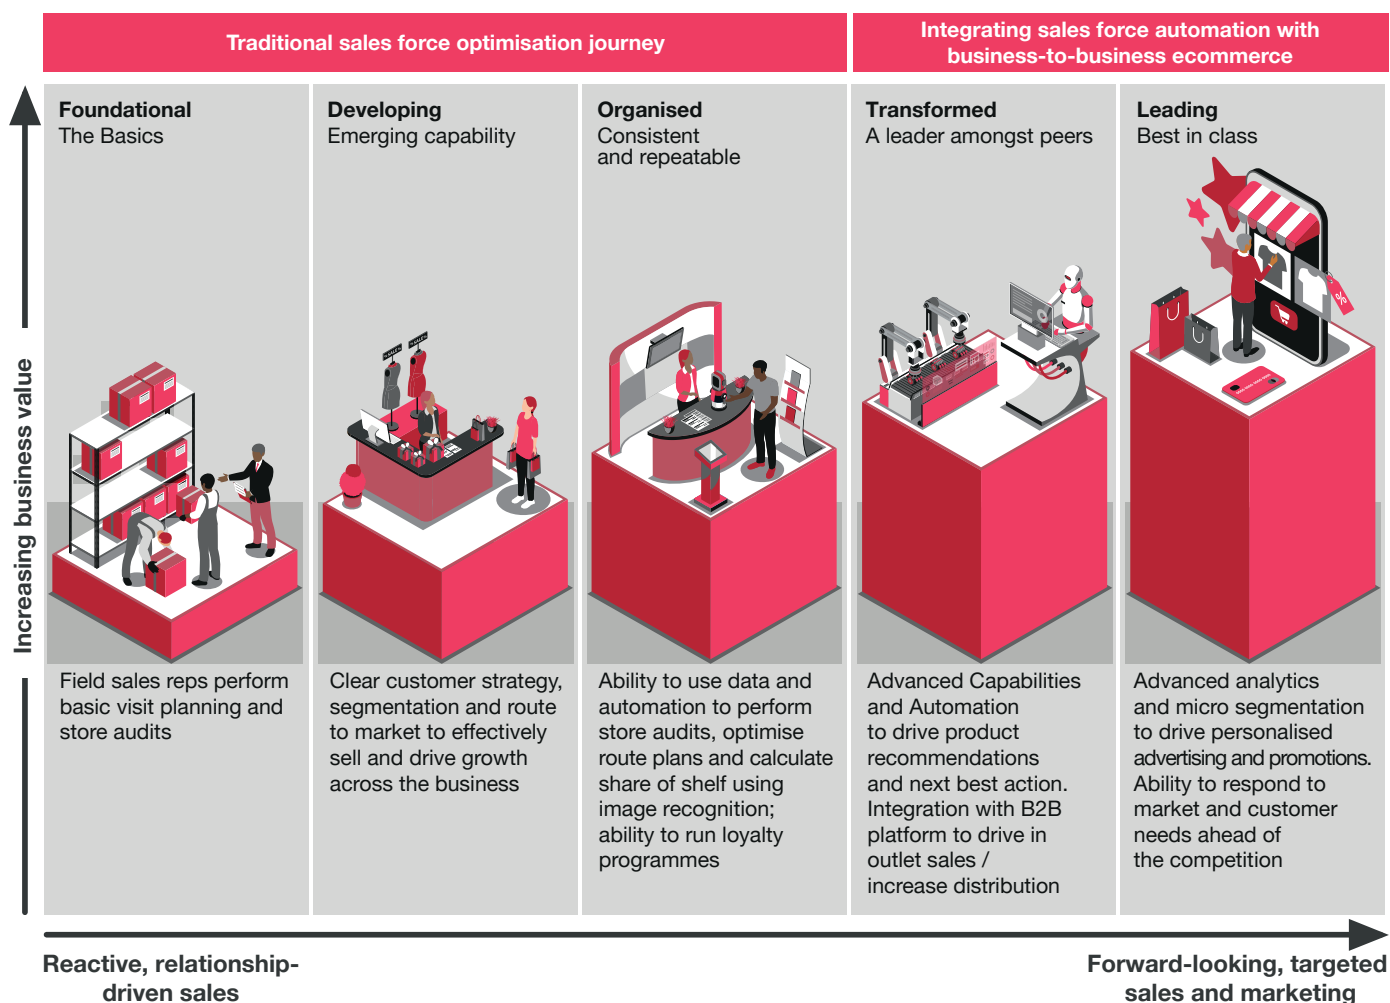 Traditional sales force optimisation journey
Integrating sales force automation with
business-to-business ecommerce
Increasing business value
Foundational
The Basics
Field sales reps perform
basic visit planning and
store audits
Developing
Emerging capability
Clear customer strategy,
segmentation and route
to market to effectively
sell and drive growth
across the business
Organised
Consistent
and repeatable
Ability to use data and
automation to perform
store audits, optimise
route plans and calculate
share of shelf using
image recognition;
ability to run loyalty
programmes
Transformed
A leader amongst peers
Advanced Capabilities
and Automation
to drive product
recommendations
and next best action.
Integration with B2B
platform to drive in
outlet sales /
increase distribution
Leading
Best in class
%
Advanced analytics
and micro segmentation
to drive personalised
advertising and promotions.
Ability to respond to
market and customer
needs ahead of
the competition
Reactive, relationship-
driven sales
Forward-looking, targeted
sales and marketing